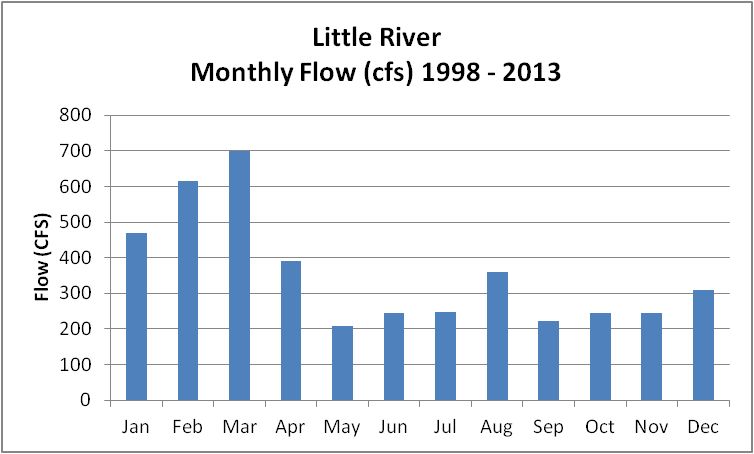 Little River
Monthly Flow (cfs) 1998 - 2013
Flow (CFS)
800
700
600
500
400
300
200
100
0
Jan Feb Mar Apr May Jun Jul Aug Sep Oct Nov Dec